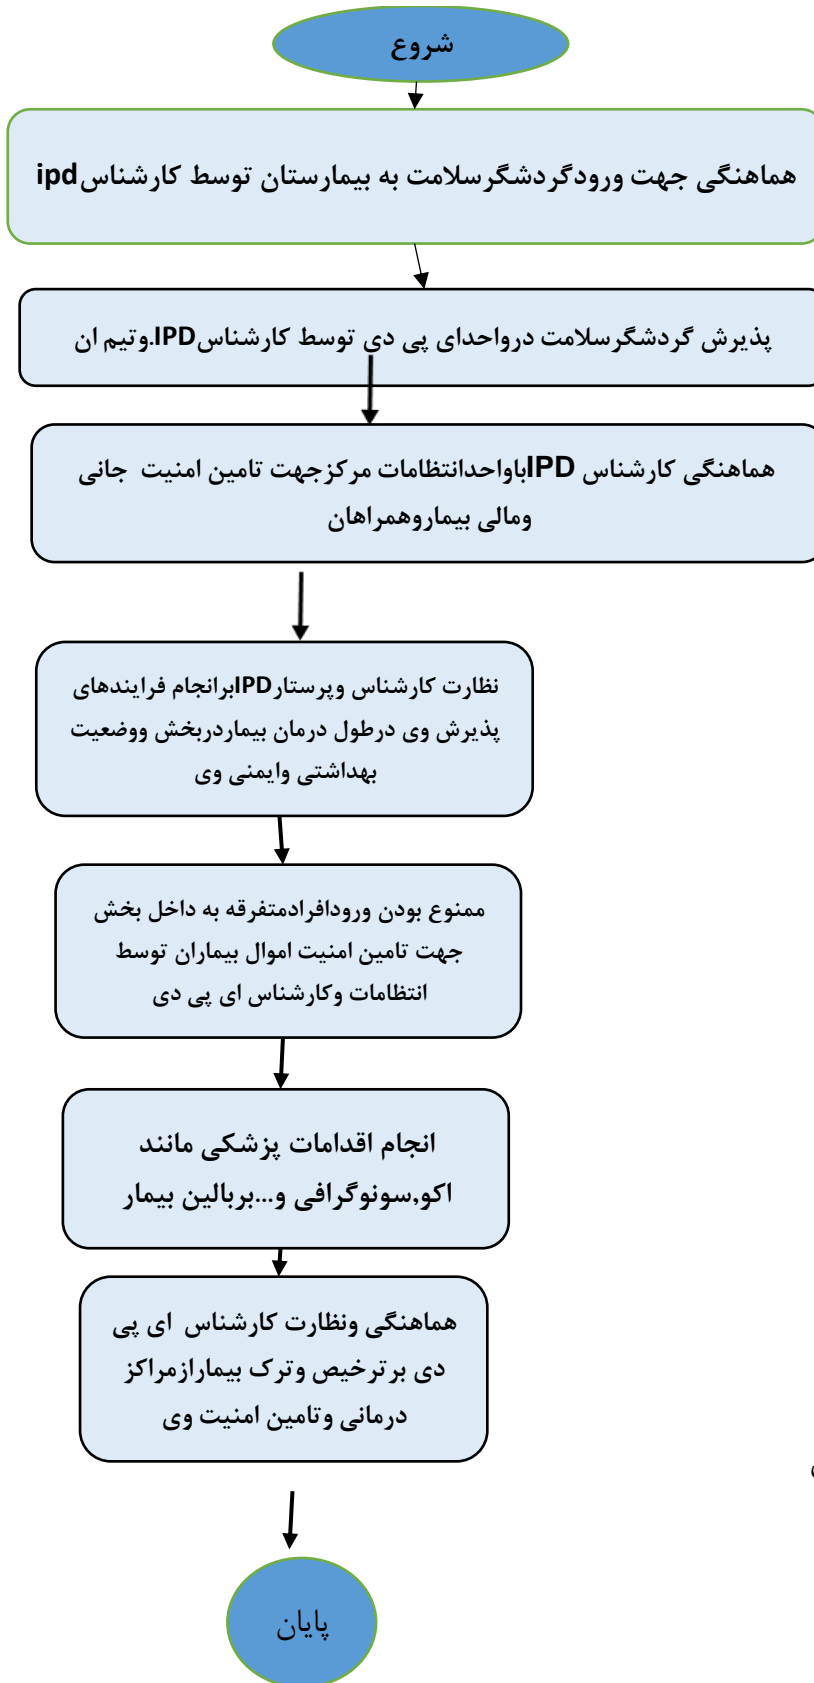 شروع
هماهنگی جهت ورودگردشگرسلامت به بیمارستان توسط کارشناسipd
پذیرش گردشگرسلامت درواحدای پی دی توسط کارشناسIPD.وتیم ان
هماهنگی کارشناس IPDباواحدانتظامات مرکزجهت تامین امنیت جانی
ومالی بیماروهمراهان
نظارت کارشناس وپرستارIPDبرانجام فرایندهای
پذیرش وی درطول درمان بیماردربخش ووضعیت
بهداشتی وایمنی وی
ممنوع بودن ورودافرادمتفرقه به داخل بخش
جهت تامین امنیت اموال بیماران توسط
انتظامات وکارشناس ای پی دی
انجام اقدامات پزشکی مانند
اکو,سونوگرافی و...بربالین بیمار
هماهنگی ونظارت کارشناس ای پی
دی برترخیص وترک بیمارازمراکز
درمانی وتامین امنیت وی
پایان